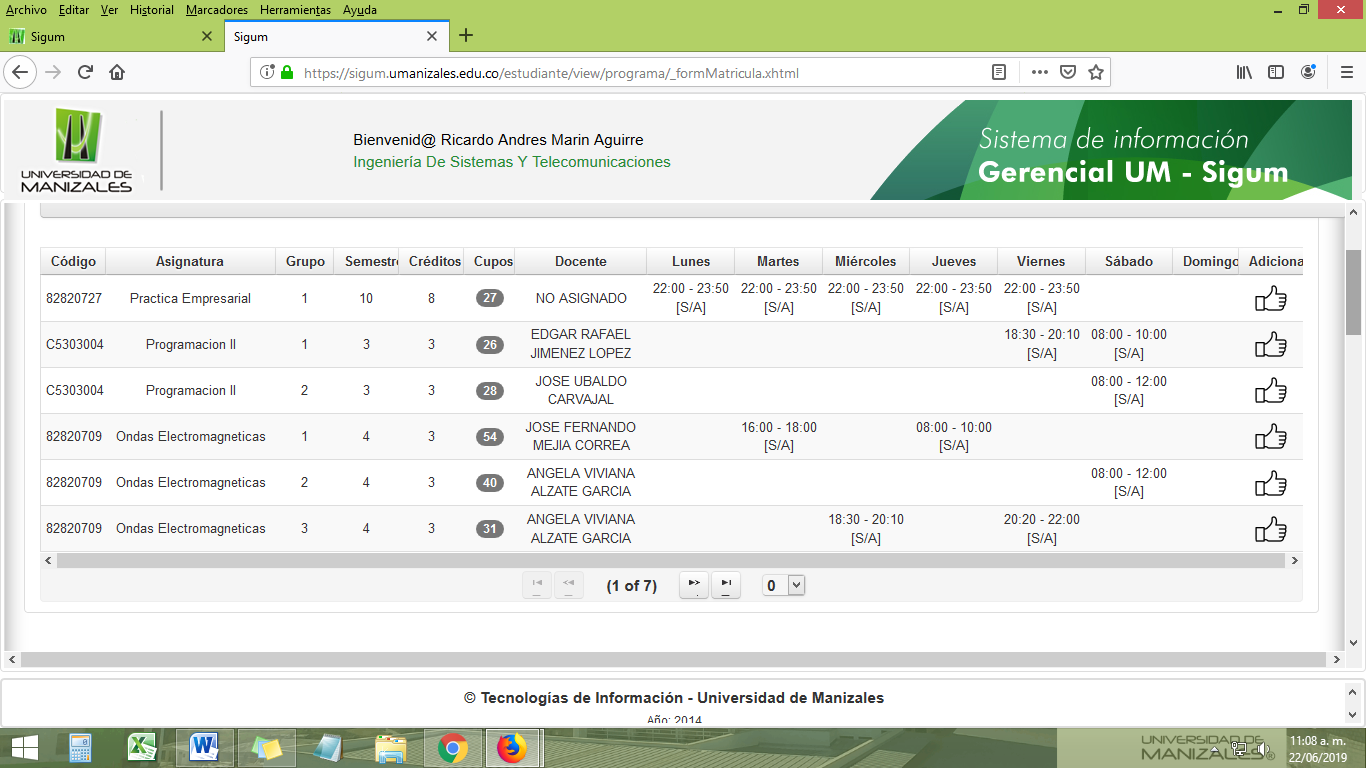 Archivo Editar Ver Historial Marcadores Herramientas Ayuda
Sigum
Sigum
https://sigum.umanizales.edu.co/estudiante/view/programa/_formMatricula.xhtml
UNIVERSIDAD DE
MANIZALES
Bienvenid@ Ricardo Andres Marin Aguirre
Ingeniería De Sistemas Y Telecomunicaciones
Sistema de información
Gerencial UM - Sigum
Código Asignatura Grupo Semestre Créditos Cupos Docente Lunes Martes Miércoles Jueves Viernes Sábado Domingo Adiciona
82820727 Practica Empresarial 1 10 8 27 NO ASIGNADO 22:00 - 23:50 [S/A] 22:00 - 23:50 [S/A] 22:00 - 23:50 [S/A] 22:00 - 23:50 [S/A] 22:00 - 23:50 [S/A]
C5303004 Programacion II 1 3 3 26 EDGAR RAFAEL JIMENEZ LOPEZ 18:30 - 20:10 [S/A] 08:00 - 10:00 [S/A]
C5303004 Programacion II 2 3 3 28 JOSE UBALDO CARVAJAL 08:00 - 12:00 [S/A]
82820709 Ondas Electromagneticas 1 4 3 54 JOSE FERNANDO MEJIA CORREA 16:00 - 18:00 [S/A] 08:00 - 10:00 [S/A]
82820709 Ondas Electromagneticas 2 4 3 40 ANGELA VIVIANA ALZATE GARCIA 08:00 - 12:00 [S/A]
82820709 Ondas Electromagneticas 3 4 3 31 ANGELA VIVIANA ALZATE GARCIA 18:30 - 20:10 [S/A] 20:20 - 22:00 [S/A]
(1 of 7) 0
© Tecnologías de Información - Universidad de Manizales
Año: 2014
UNIVERSIDAD DE
MANIZALES®
11:08 a. m.
22/06/2019